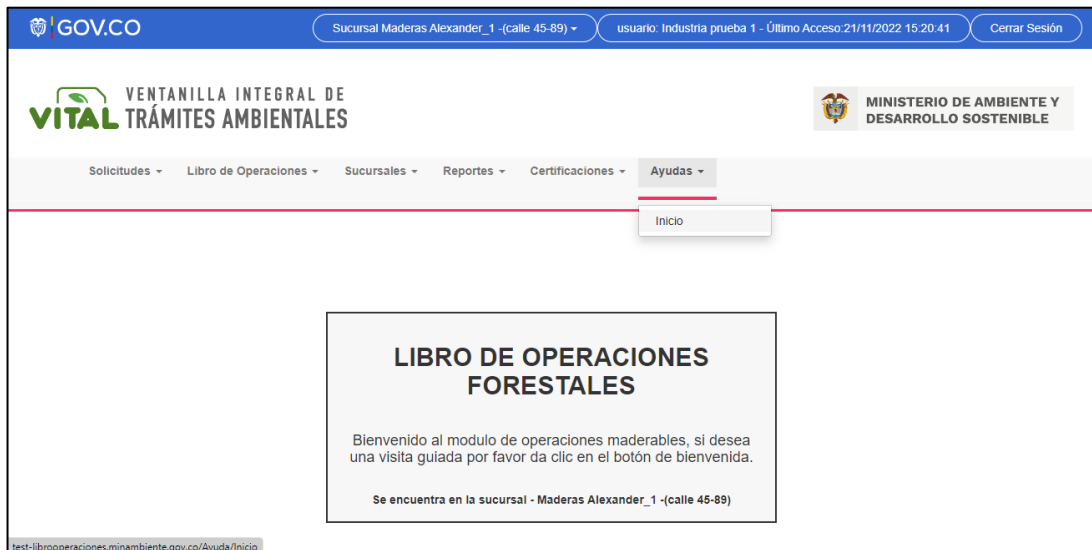 GOV.CO
Sucursal Maderas Alexander_1 -(calle 45-89)
usuario: Industria prueba 1 - Último Acceso:21/11/2022 15:20:41
Cerrar Sesión
VITAL
VENTANILLA INTEGRAL DE
TRÁMITES AMBIENTALES
MINISTERIO DE AMBIENTE Y
DESARROLLO SOSTENIBLE
Solicitudes Libro de Operaciones Sucursales Reportes Certificaciones Ayudas
Inicio
LIBRO DE OPERACIONES
FORESTALES
Bienvenido al modulo de operaciones maderables, si desea
una visita guiada por favor da clic en el botón de bienvenida.
Se encuentra en la sucursal - Maderas Alexander_1 -(calle 45-89)
test-librooperaciones.minambiente.gov.co/Ayuda/Inicio